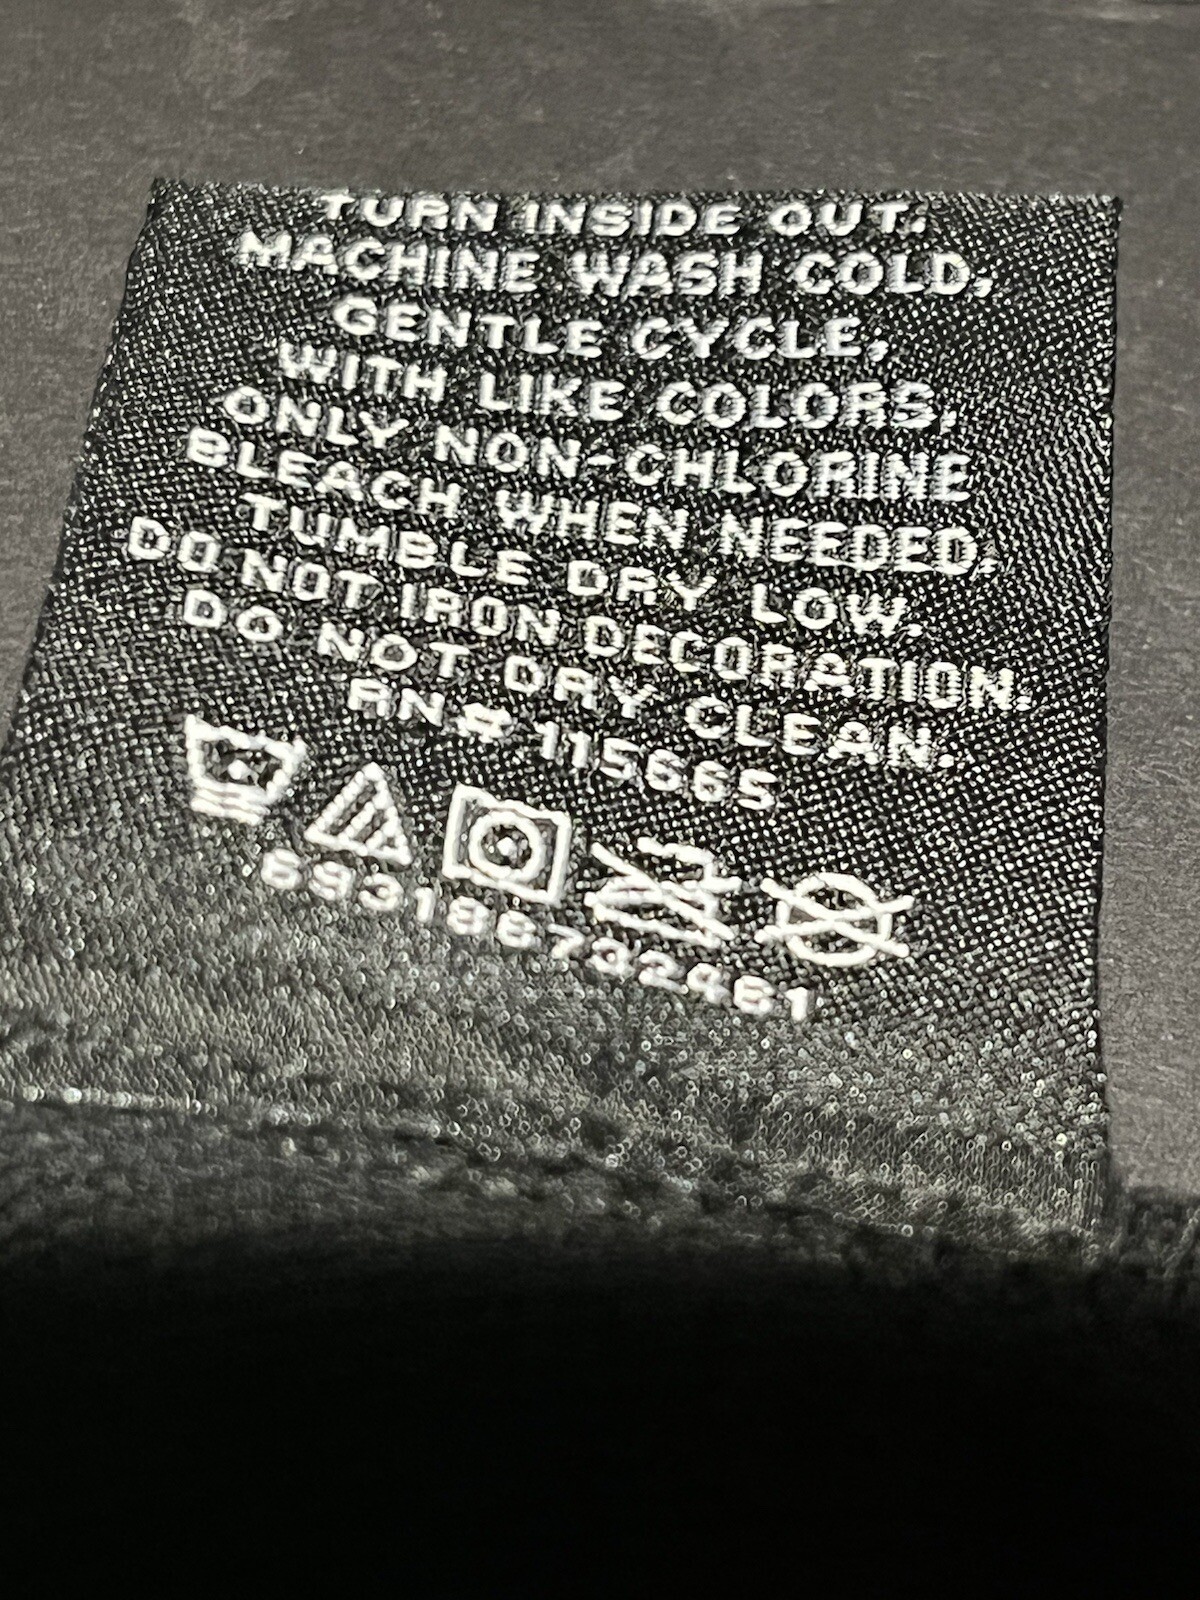 TURN INSIDE OUT.
MACHINE WASH COLD,
GENTLE CYCLE,
WITH LIKE COLORS,
ONLY NON-CHLORINE
BLEACH WHEN NEEDED.
TUMBLE DRY LOW.
DO NOT IRON DECORATION.
DO NOT DRY CLEAN.
RN# 115665